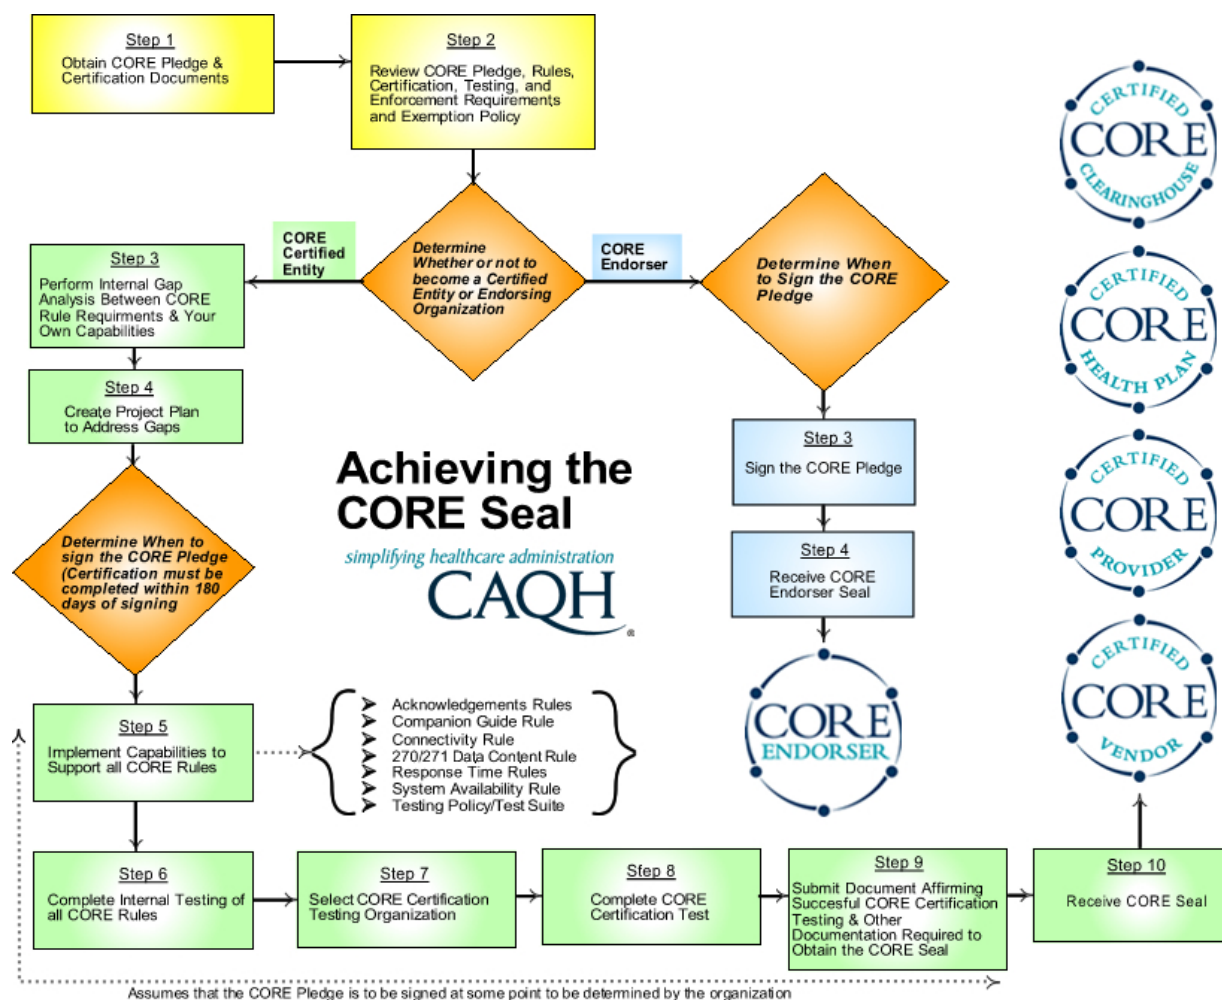 Step 1
Obtain CORE Pledge &
Certification Documents
Step 2
Review CORE Pledge, Rules,
Certification, Testing, and
Enforcement Requirements
and Exemption Policy
CORE
Certified
Entity
Determine
Whether or not to
become a Certified
Entity or Endorsing
Organization
CORE
Endorser
Determine When
to Sign the CORE
Pledge
Step 3
Perform Internal Gap
Analysis Between CORE
Rule Requirments & Your
Own Capabilities
Step 4
Create Project Plan
to Address Gaps
Determine When to
sign the CORE Pledge
(Certification must be
completed within 180
days of signing
Achieving the
CORE Seal
simplifying healthcare administration
CAQH
®
Step 3
Sign the CORE Pledge
Step 4
Receive CORE
Endorser Seal
CORE
ENDORSER
CERTIFIED
CORE
CLEARINGHOUSE
CERTIFIED
CORE
HEALTH PLAN
CERTIFIED
CORE
PROVIDER
CERTIFIED
CORE
VENDOR
Step 5
Implement Capabilities to
Support all CORE Rules
Acknowledgements Rules
Companion Guide Rule
Connectivity Rule
270/271 Data Content Rule
Response Time Rules
System Availability Rule
Testing Policy/Test Suite
Step 6
Complete Internal Testing of
all CORE Rules
Step 7
Select CORE Certification
Testing Organization
Step 8
Complete CORE
Certification Test
Step 9
Submit Document Affirming
Succesful CORE Certification
Testing & Other
Documentation Required to
Obtain the CORE Seal
Step 10
Receive CORE Seal
Assumes that the CORE Pledge is to be signed at some point to be determined by the organization